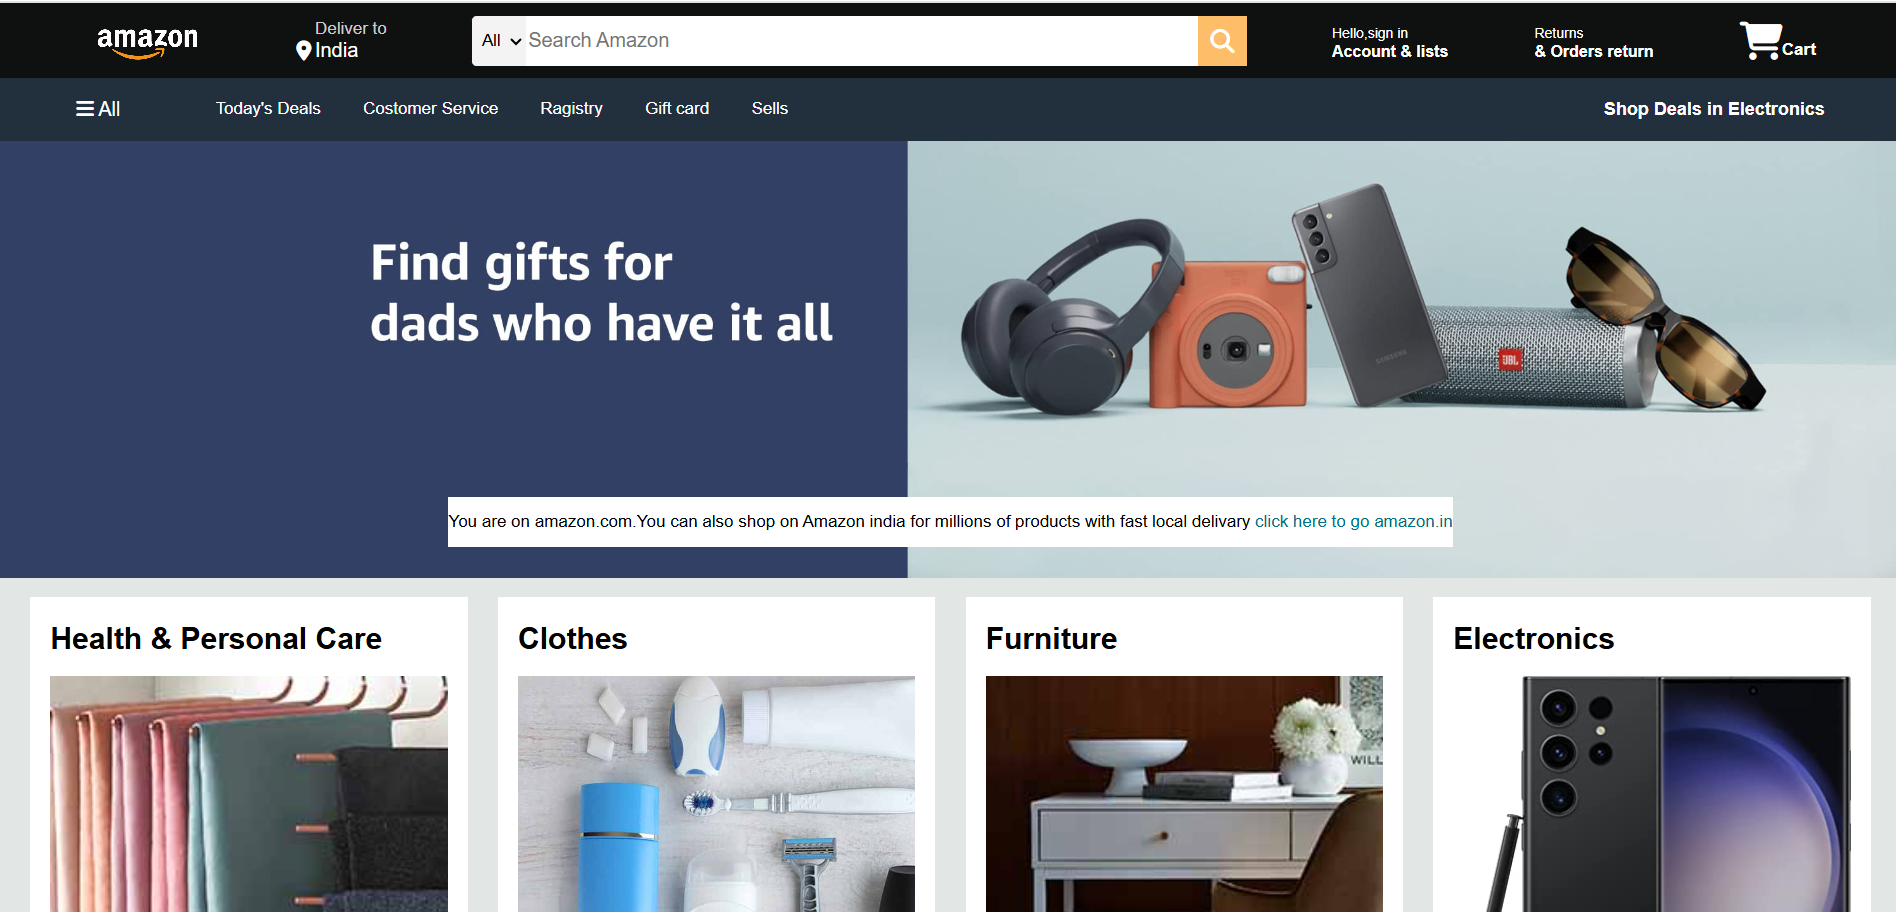 amazon
Deliver to
India
All
Search Amazon
Hello,sign in
Account & lists
Returns
& Orders return
Cart
All
Today's Deals
Costomer Service
Ragistry
Gift card
Sells
Shop Deals in Electronics
Find gifts for
dads who have it all
SAMSUNG
JBL
You are on amazon.com.You can also shop on Amazon india for millions of products with fast local delivary click here to go amazon.in
Health & Personal Care
Clothes
Furniture
Electronics
WILL